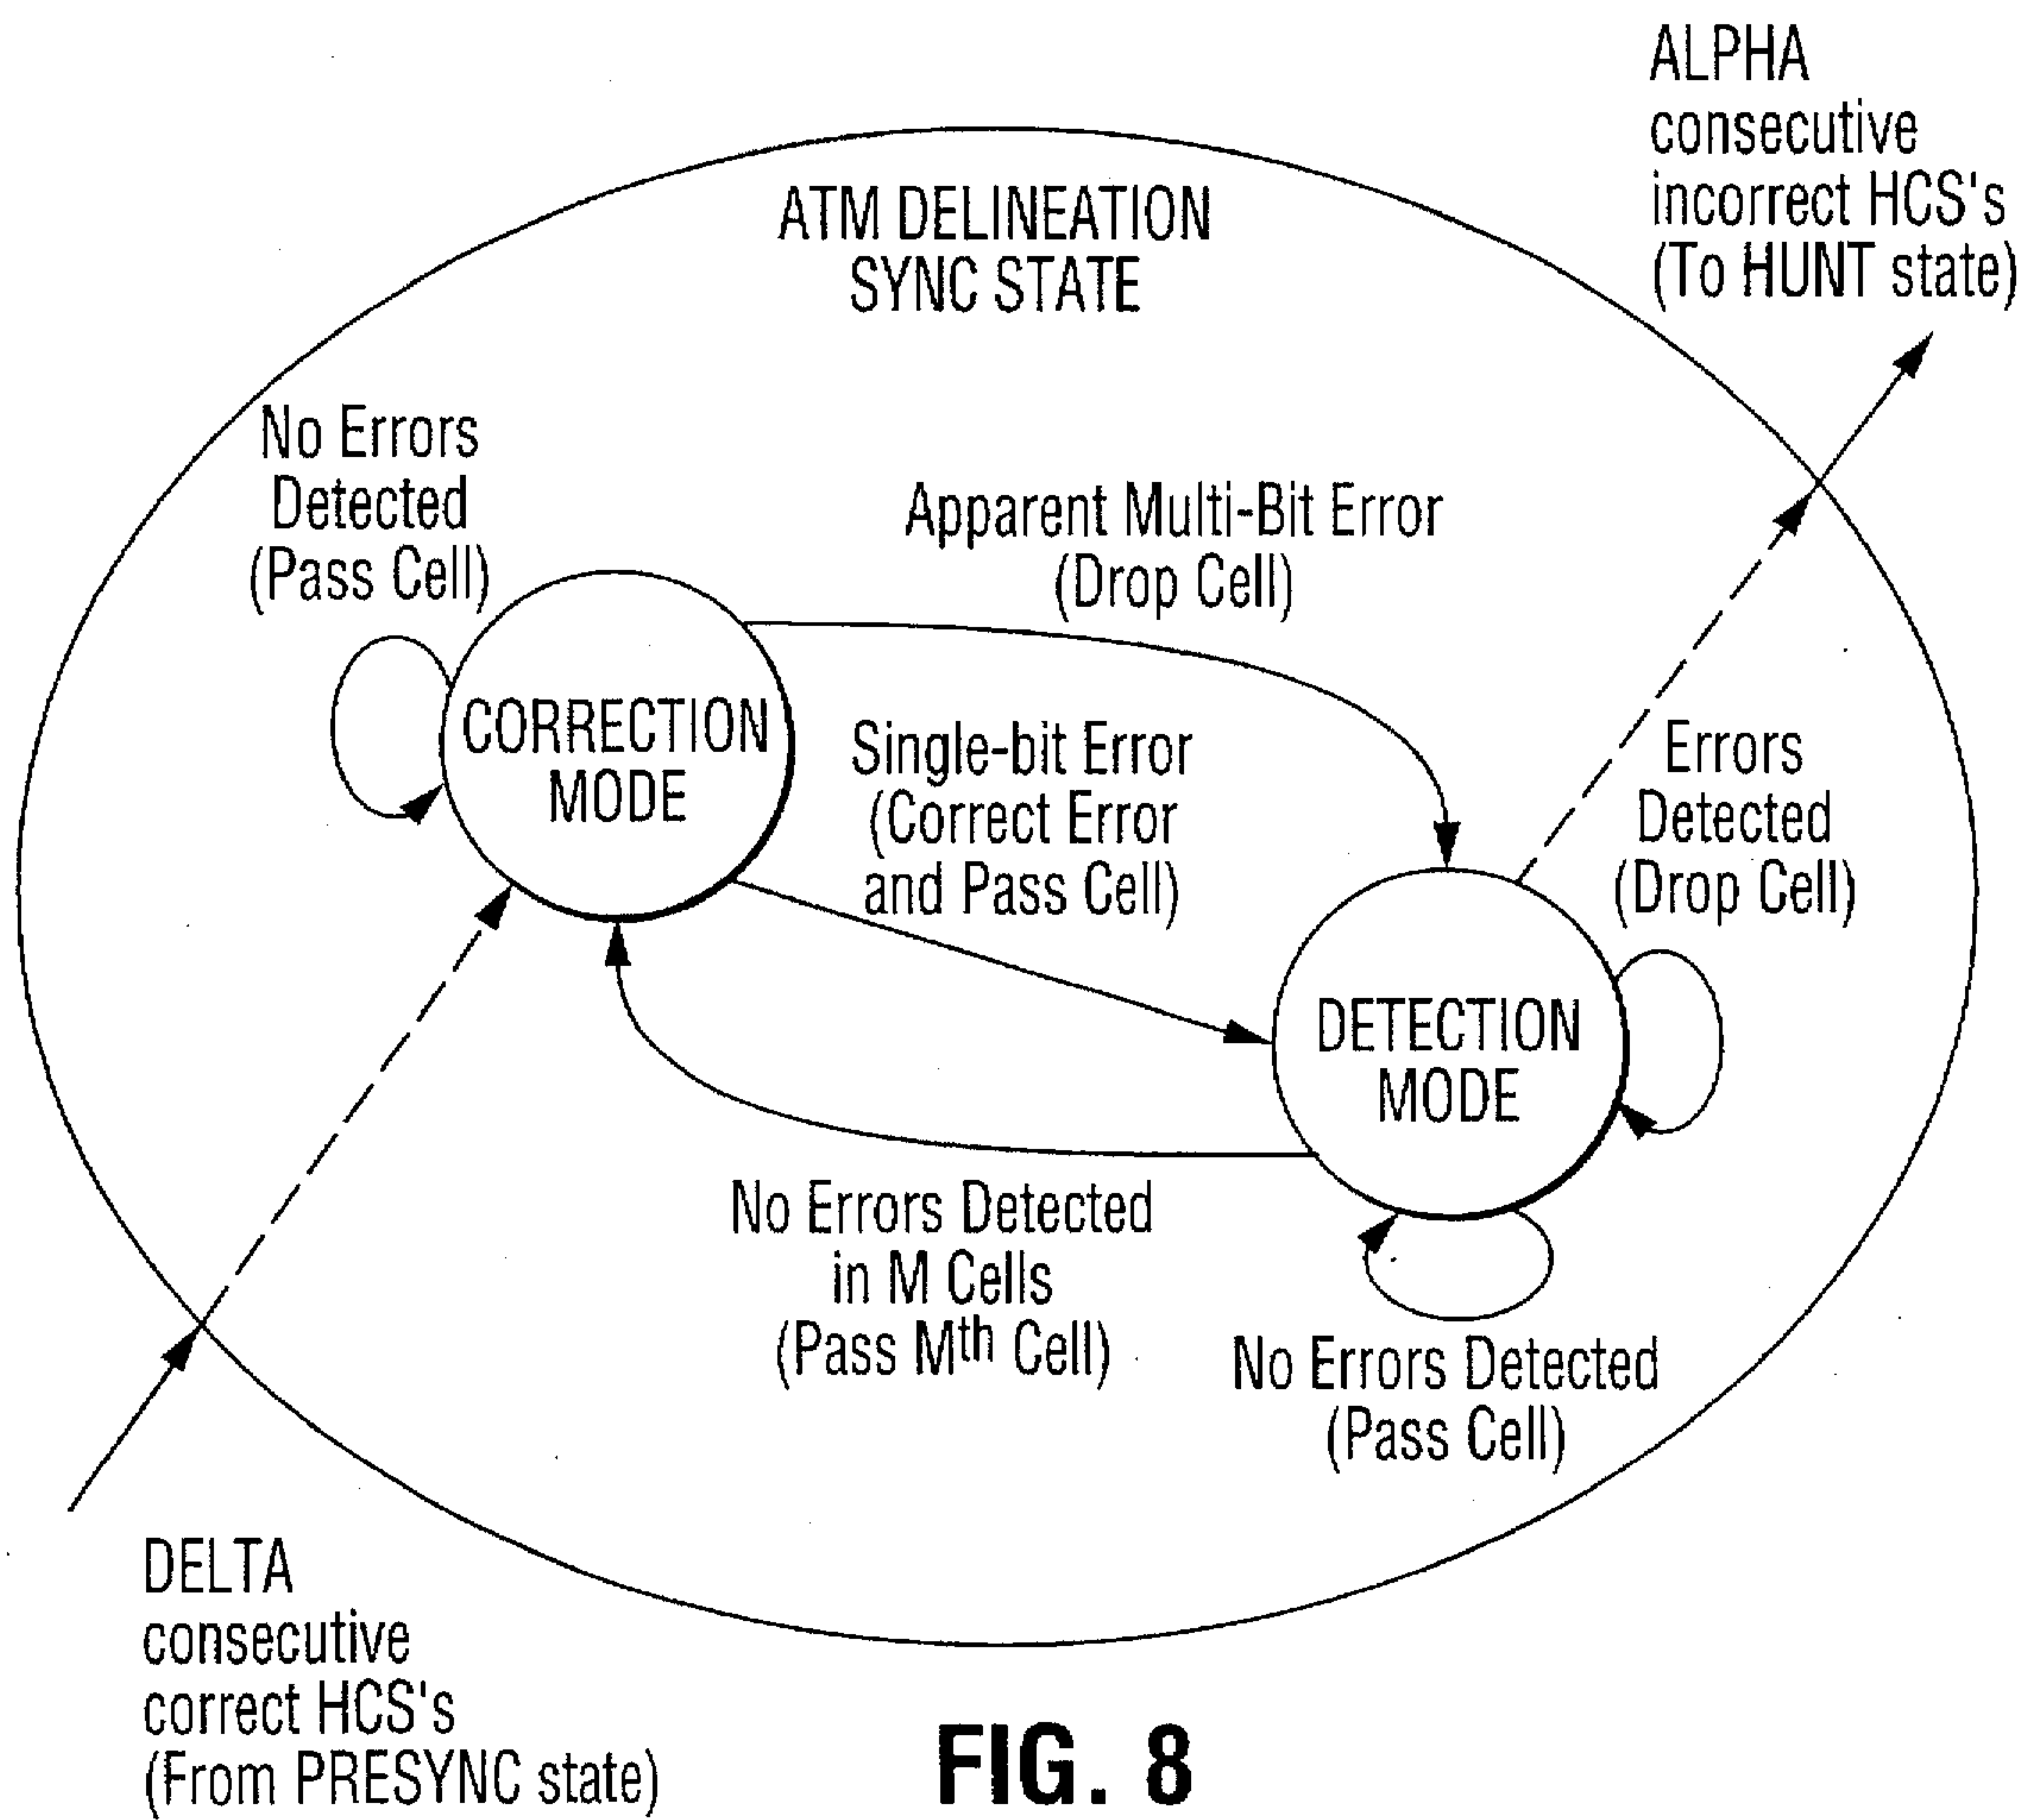 ALPHA
consecutive
incorrect HCS's
(To HUNT state)
ATM DELINEATION
SYNC STATE
No Errors
Detected
(Pass Cell)
Apparent Multi-Bit Error
(Drop Cell)
CORRECTION
MODE
Single-bit Error
(Correct Error
and Pass Cell)
Errors
Detected
(Drop Cell)
DETECTION
MODE
No Errors Detected
in M Cells
(Pass Mth Cell)
No Errors Detected
(Pass Cell)
DELTA
consecutive
correct HCS's
(From PRESYNC state)
FIG. 8